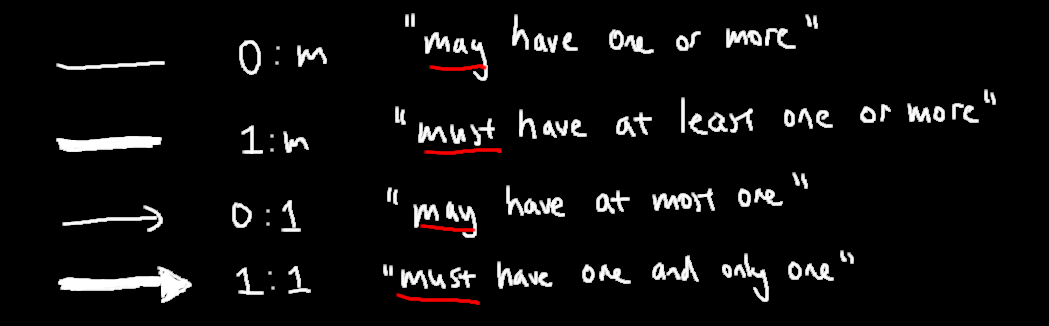 0:m "may have one or more"
1:m "must have at least one or more"
0:1 "may have at most one"
1:1 "must have one and only one"